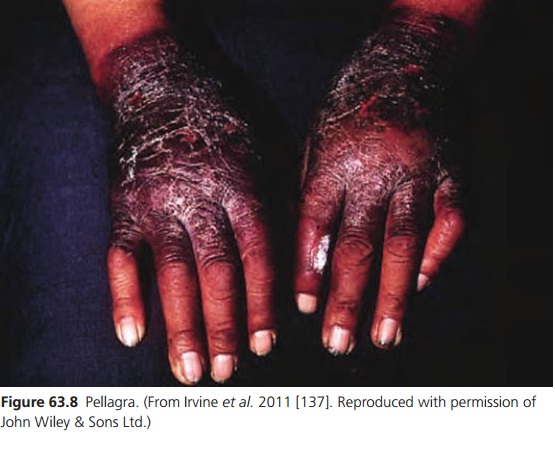 Figure 63.8 Pellagra. (From Irvine et al. 2011 [137]. Reproduced with permission of
John Wiley & Sons Ltd.)